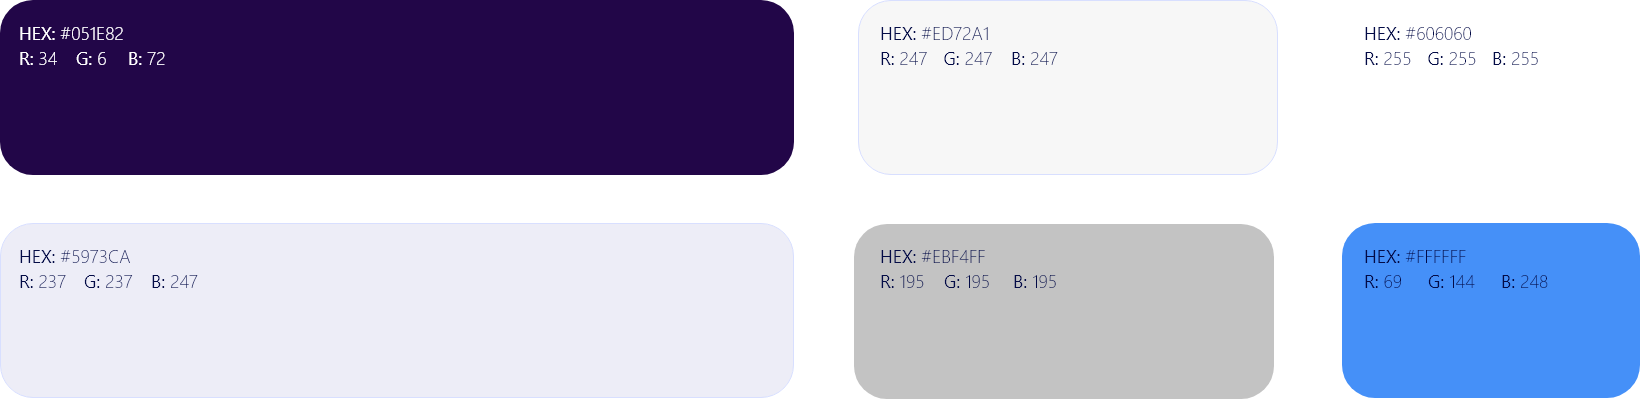 HEX: #051E82
R: 34 G: 6 B: 72
HEX: #ED72A1
R: 247 G: 247 B: 247
HEX: #606060
R: 255 G: 255 B: 255
HEX: #5973CA
R: 237 G: 237 B: 247
HEX: #EBF4FF
R: 195 G: 195 B: 195
HEX: #FFFFFF
R: 69 G: 144 B: 248